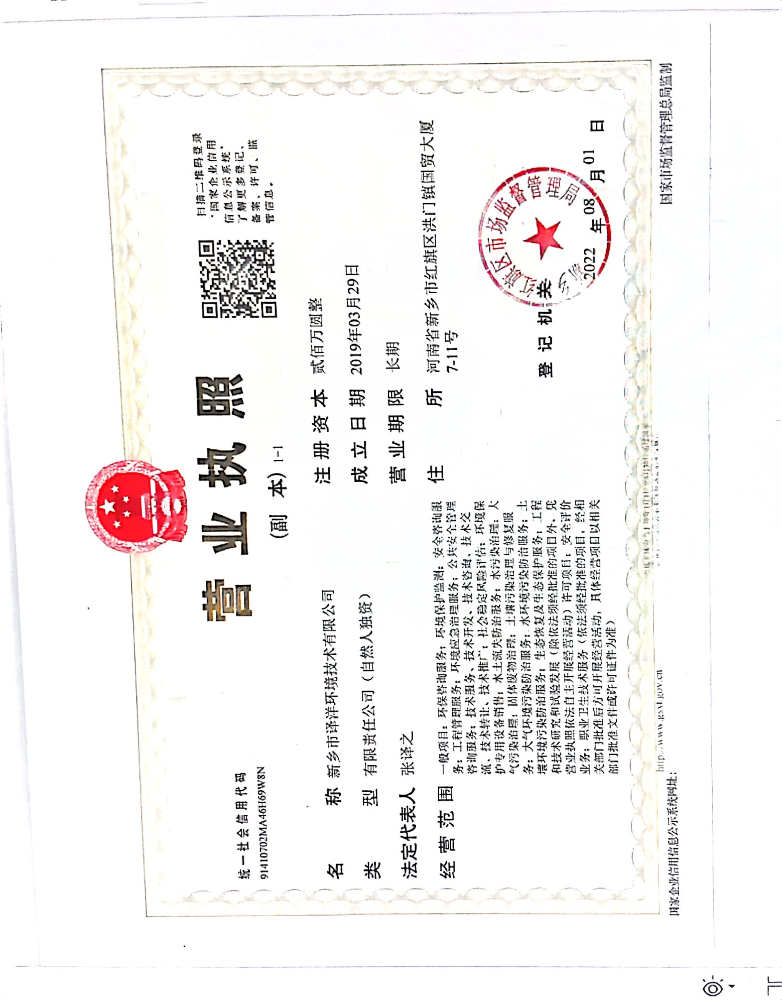 营业执照
(副 本) 1-1
统一社会信用代码
91410702MA46H69W8N
扫描二维码登录
“国家企业信用
信息公示系统”
了解更多登记、
备案、许可、监
管信息。
名 称 新乡市译洋环境技术有限公司
类 型 有限责任公司（自然人独资）
法定代表人 张译之
经营范围 一般项目：环保咨询服务；环境保护监测；安全咨询服
务；工程管理服务；环境应急治理服务；公共安全管理
咨询服务；技术服务、技术开发、技术咨询、技术交
流、技术转让、技术推广；社会稳定风险评估；环境保
护专用设备销售；水土流失防治服务；水污染治理；大
气污染治理；固体废物治理；土壤污染治理与修复服
务；大气环境污染防治服务；水环境污染防治服务；土
壤环境污染防治服务；生态恢复及生态保护服务；工程
和技术研究和试验发展（除依法须经批准的项目外，凭
营业执照依法自主开展经营活动）许可项目：安全评价
业务；职业卫生技术服务（依法须经批准的项目，经相
关部门批准后方可开展经营活动，具体经营项目以相关
部门批准文件或许可证件为准）
注册资本 贰佰万圆整
成立日期 2019年03月29日
营业期限 长期
住 所 河南省新乡市红旗区洪门镇国贸大厦
7-11号
登记机关
新乡市红旗区市场监督管理局
2022 年 08 月 01 日
国家企业信用信息公示系统网址：
http://www.gsxt.gov.cn
国家市场监督管理总局监制